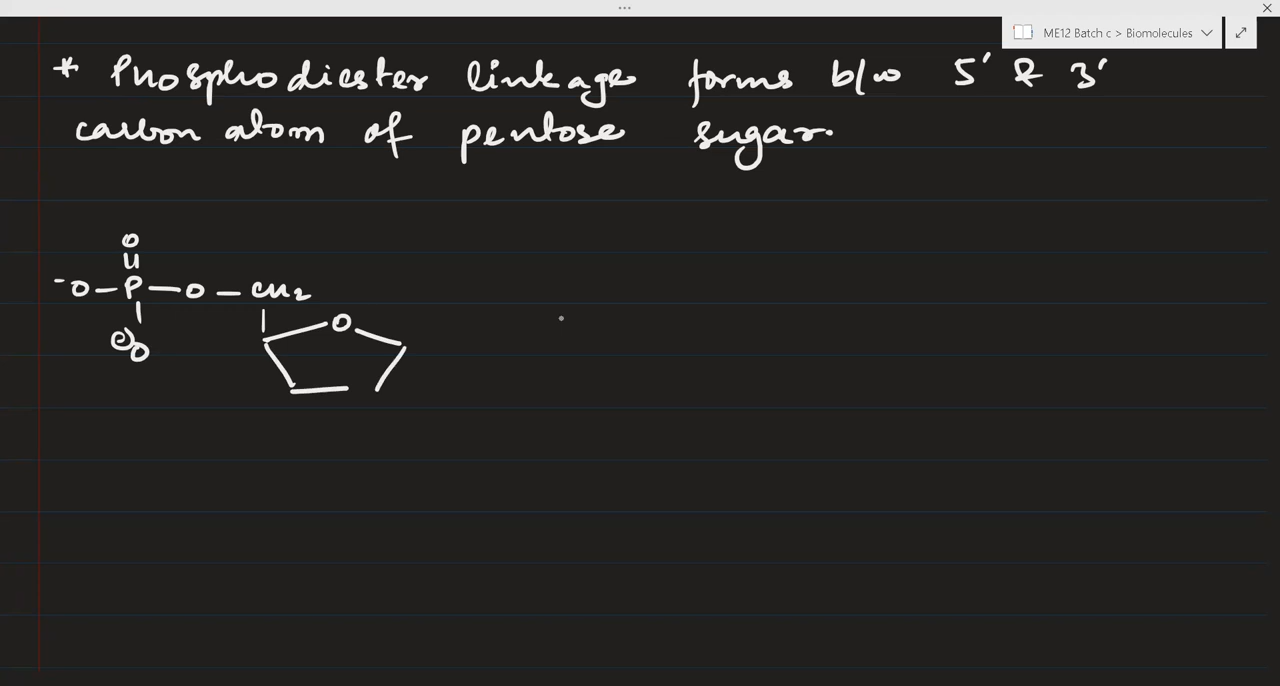 ME12 Batch c > Biomolecules
* Phosphodiester linkage forms b/w 5' & 3'
carbon atom of pentose sugar.
O
-O-P-O-CH2
O
⊖O